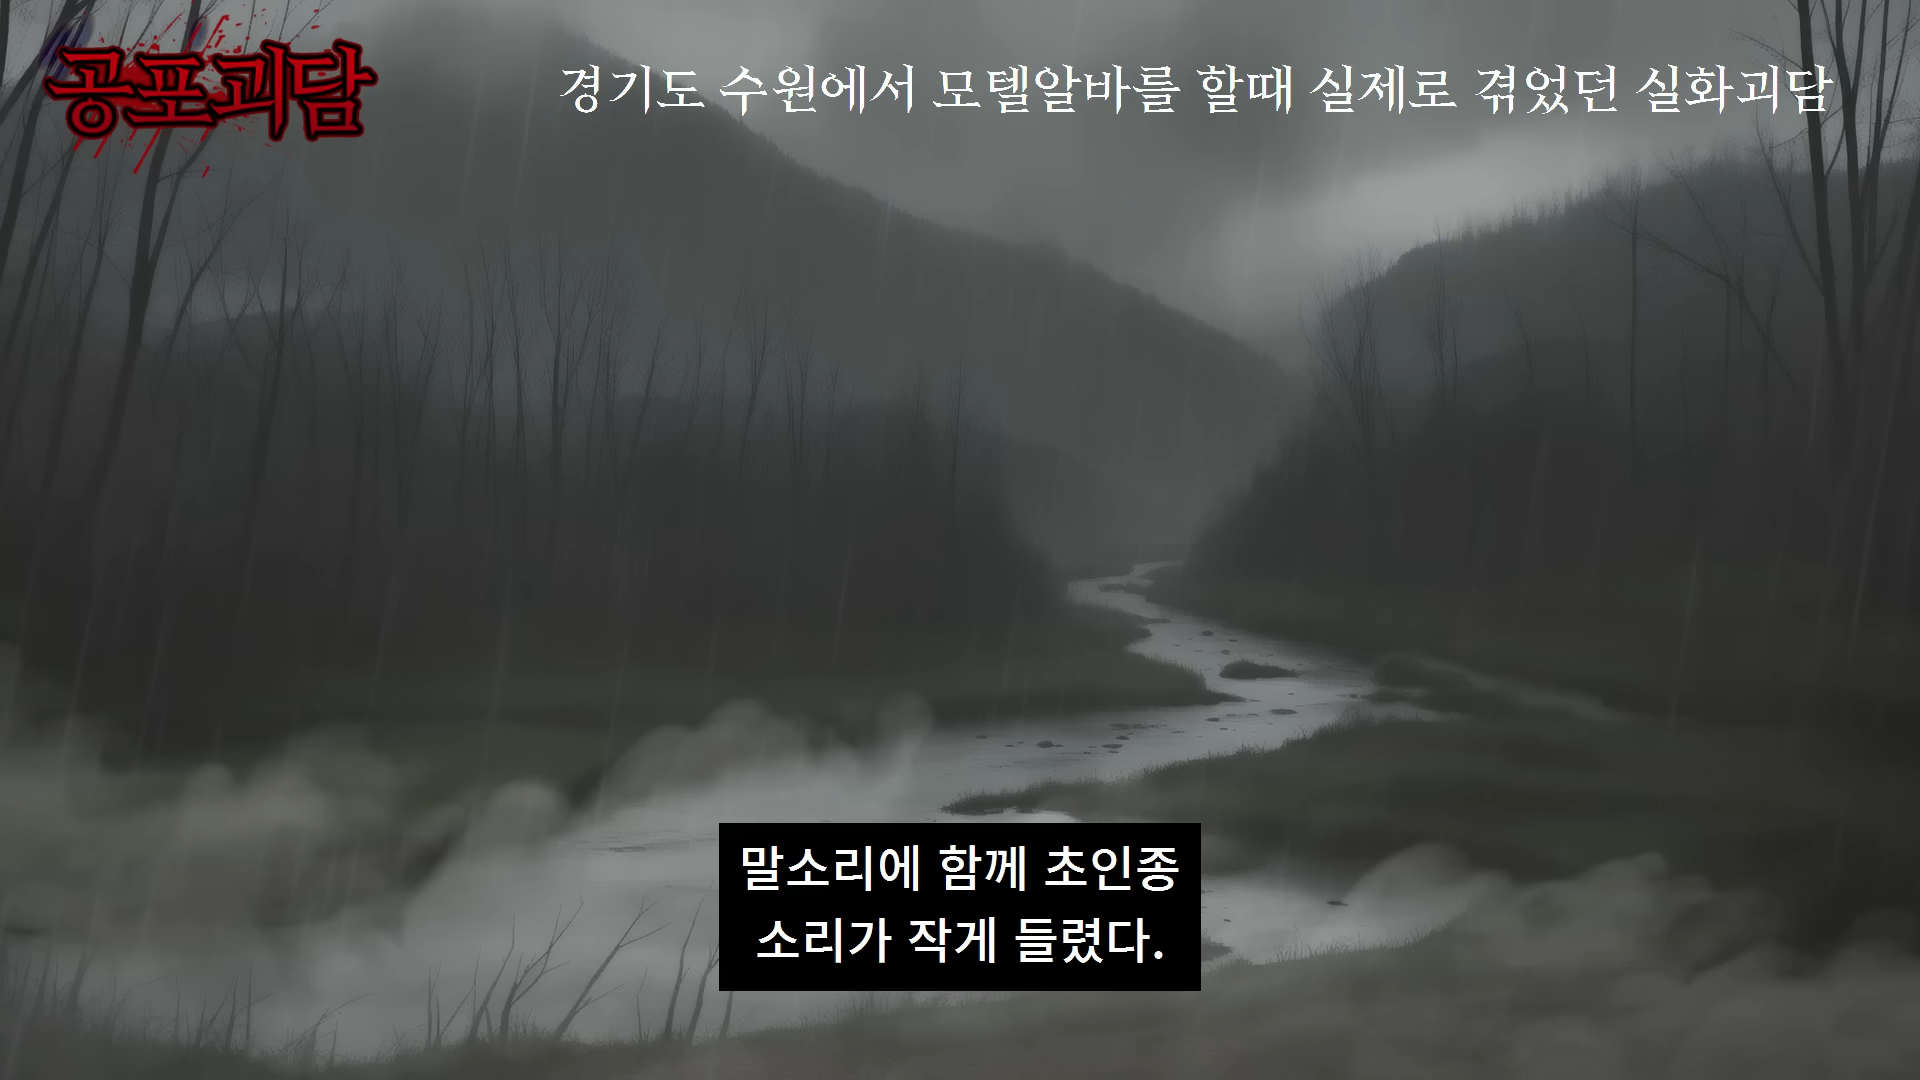 공포괴담
경기도 수원에서 모텔알바를 할때 실제로 겪었던 실화괴담
말소리에 함께 초인종
소리가 작게 들렸다.